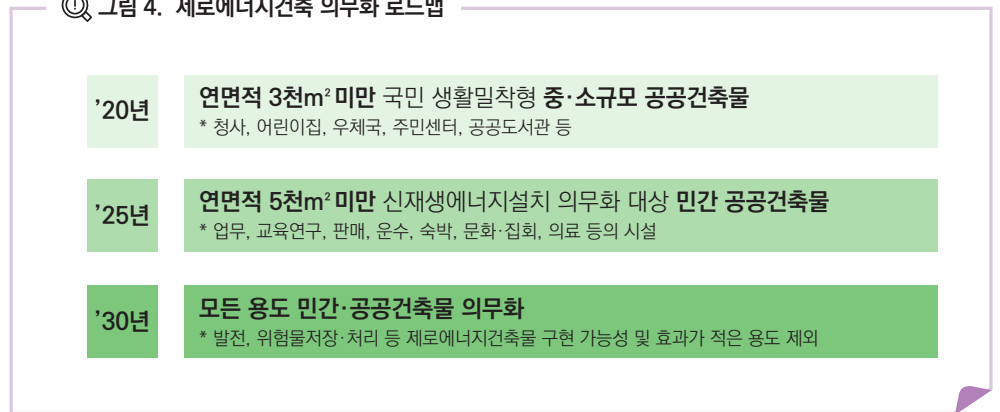 그림 4. 제로에너지건축 의무화 로드맵
’20년
연면적 3천m² 미만 국민 생활밀착형 중·소규모 공공건축물
* 청사, 어린이집, 우체국, 주민센터, 공공도서관 등
’25년
연면적 5천m² 미만 신재생에너지설치 의무화 대상 민간 공공건축물
* 업무, 교육연구, 판매, 운수, 숙박, 문화·집회, 의료 등의 시설
’30년
모든 용도 민간·공공건축물 의무화
* 발전, 위험물저장·처리 등 제로에너지건축물 구현 가능성 및 효과가 적은 용도 제외